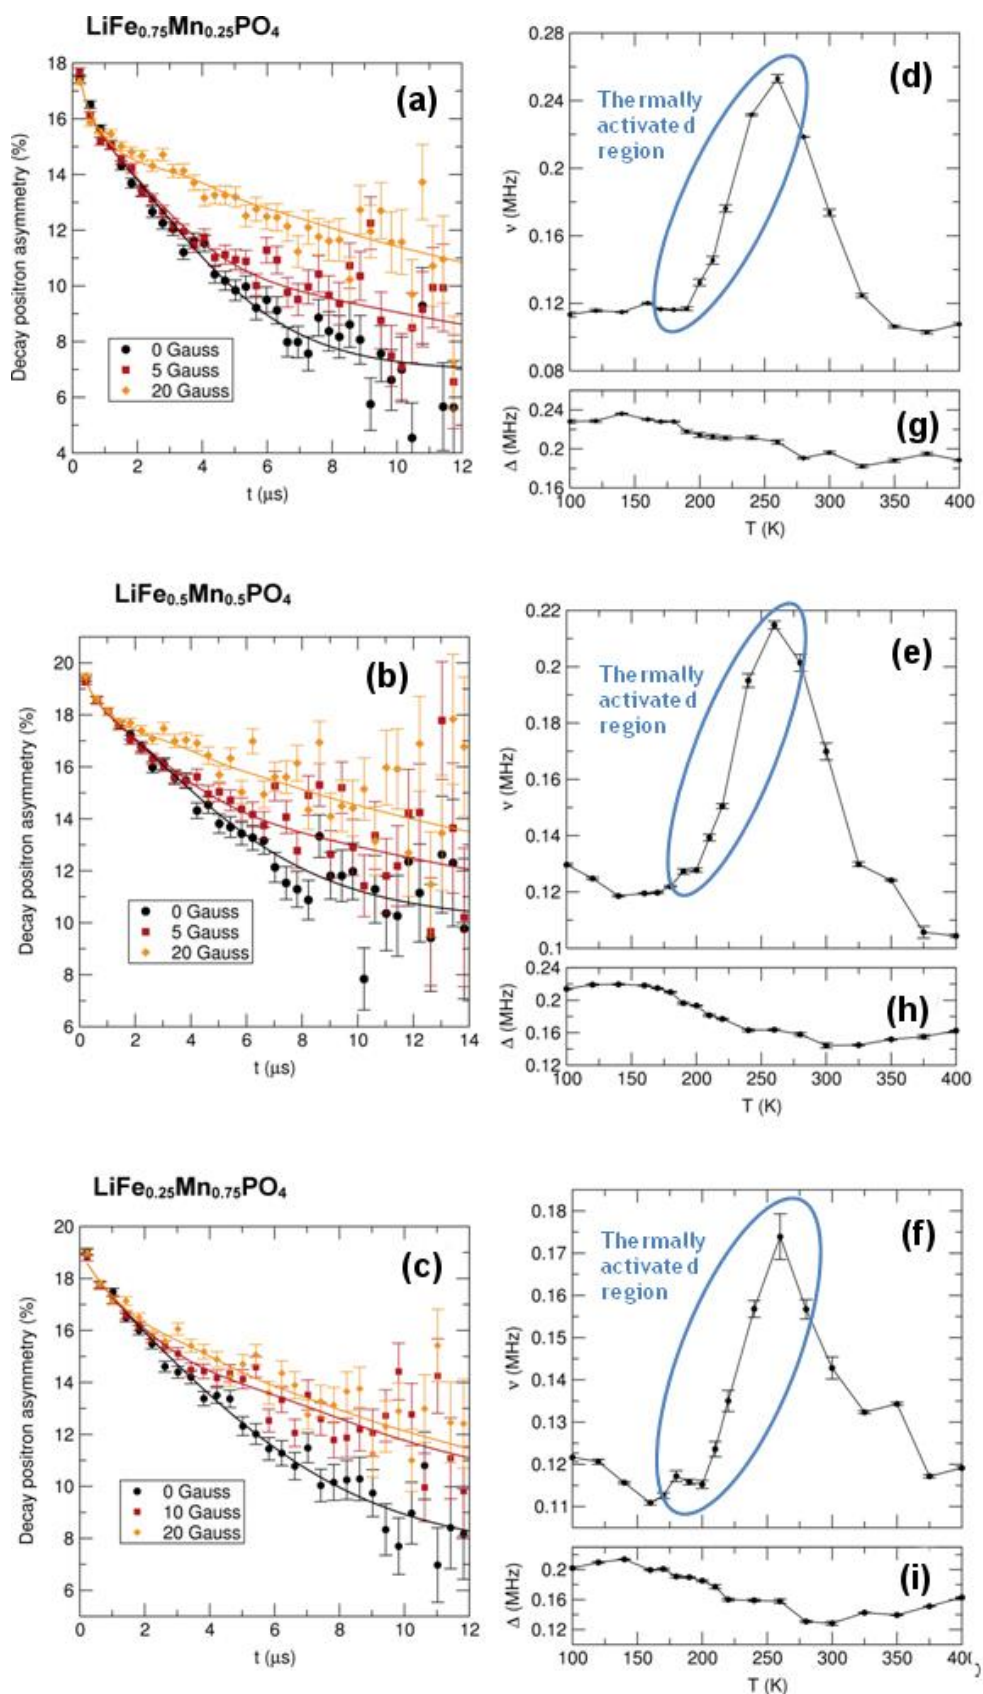 LiFe0.75Mn0.25PO4
18
16
14
12
10
8
6
4
0 2 4 6 8 10 12
Decay positron asymmetry (%)
t (μs)
(a)
0 Gauss
5 Gauss
20 Gauss
0.28
0.24
0.2
0.16
0.12
0.08
ν (MHz)
Thermally
activated
region
(d)
0.24
0.2
0.16
Δ (MHz)
(g)
100 150 200 250 300 350 400
T (K)
LiFe0.5Mn0.5PO4
20
18
16
14
12
10
8
6
0 2 4 6 8 10 12 14
Decay positron asymmetry (%)
t (μs)
(b)
0 Gauss
5 Gauss
20 Gauss
0.22
0.2
0.18
0.16
0.14
0.12
0.1
ν (MHz)
Thermally
activated
region
(e)
0.24
0.2
0.16
0.12
Δ (MHz)
(h)
100 150 200 250 300 350 400
T (K)
LiFe0.25Mn0.75PO4
20
18
16
14
12
10
8
6
0 2 4 6 8 10 12
Decay positron asymmetry (%)
t (μs)
(c)
0 Gauss
10 Gauss
20 Gauss
0.18
0.17
0.16
0.15
0.14
0.13
0.12
0.11
ν (MHz)
Thermally
activated
region
(f)
0.2
0.16
0.12
Δ (MHz)
(i)
100 150 200 250 300 350 400
T (K)